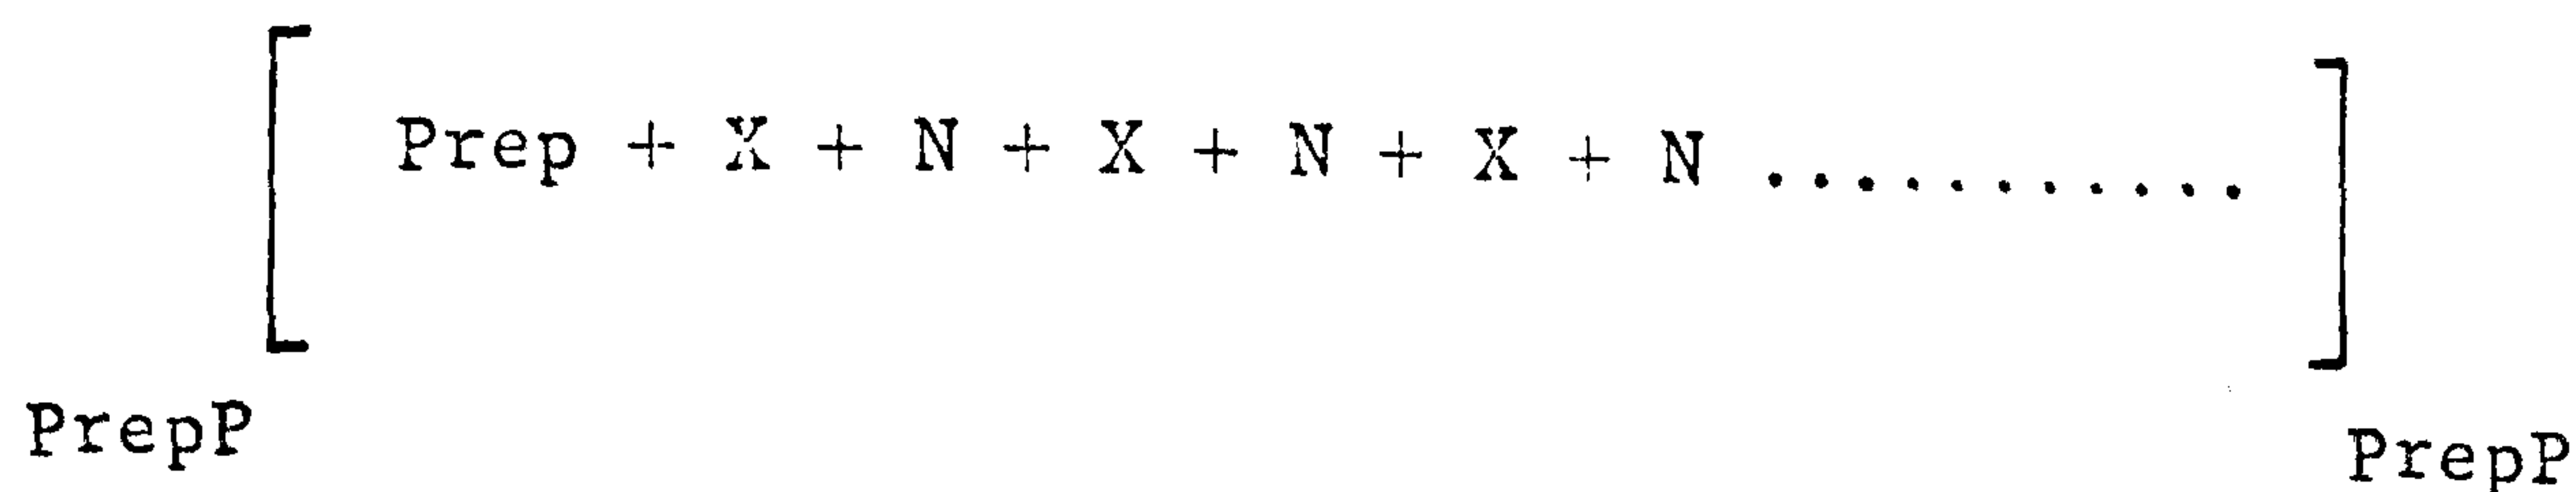 [ Prep + X + N + X + N + X + N ........... ]
PrepP PrepP